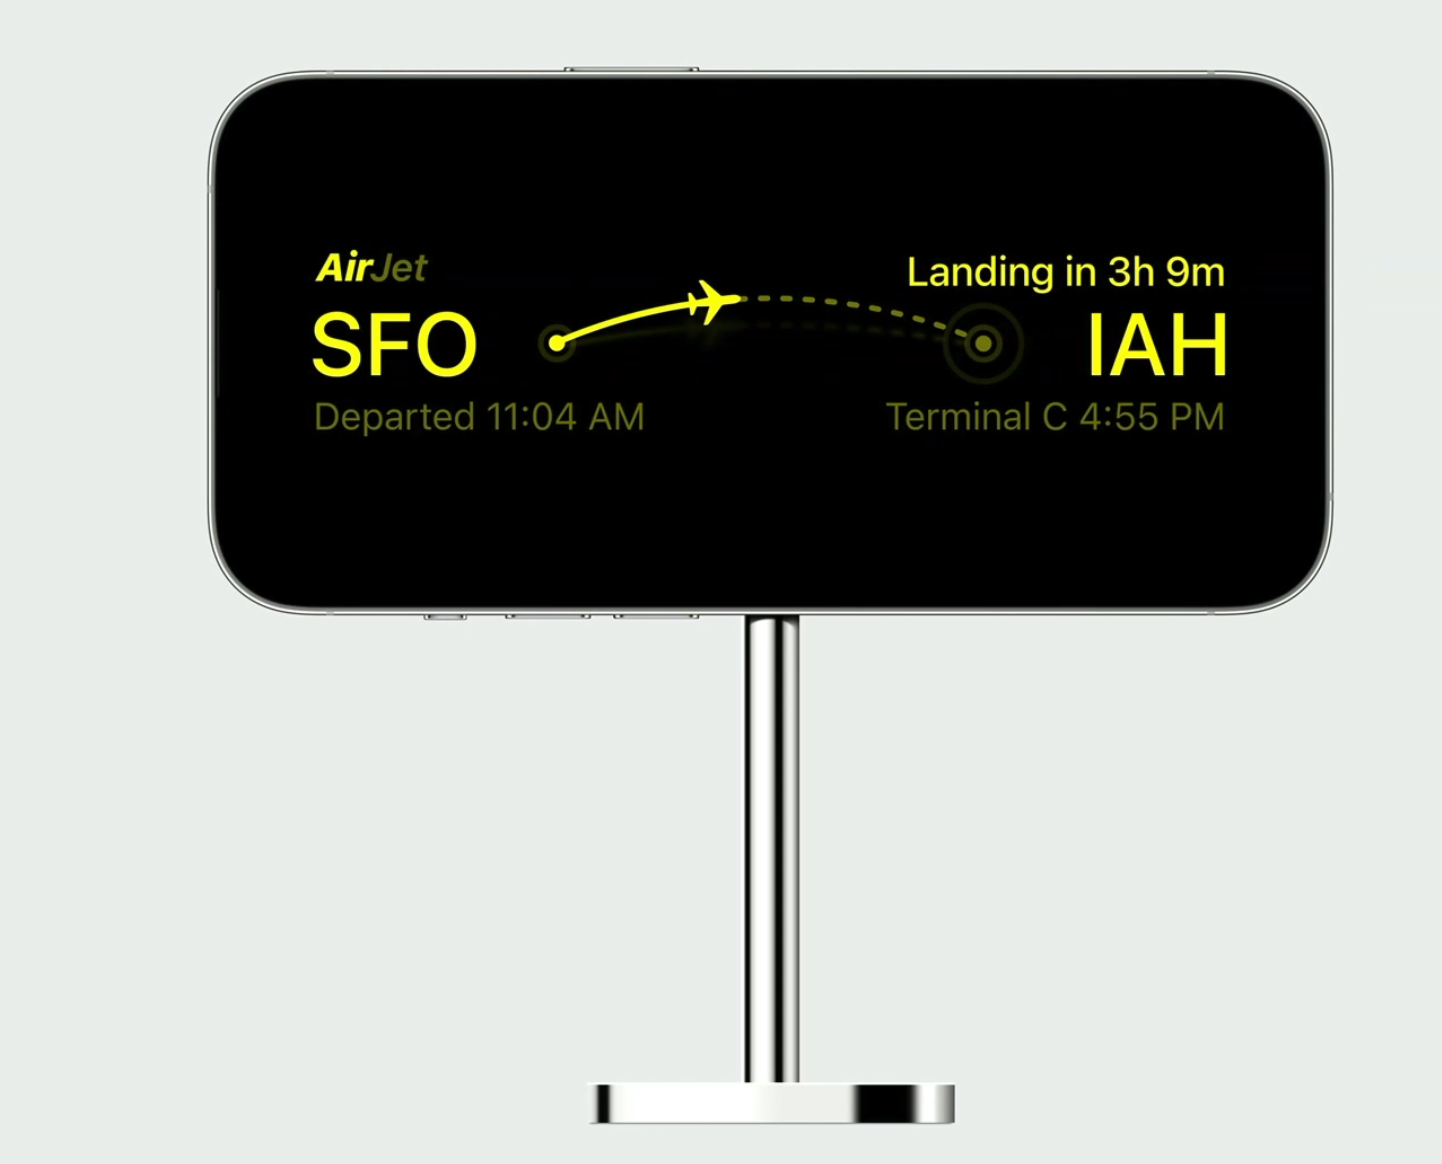 AirJet
Landing in 3h 9m
SFO
IAH
Departed 11:04 AM
Terminal C 4:55 PM